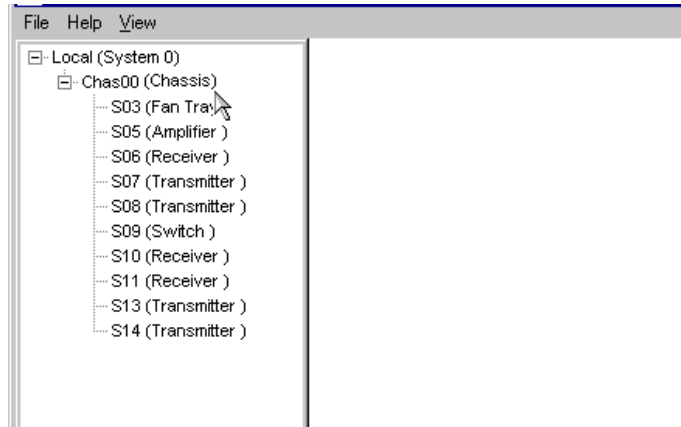 File Help View
Local (System 0)
Chas00 (Chassis)
S03 (Fan Tray
S05 (Amplifier )
S06 (Receiver )
S07 (Transmitter )
S08 (Transmitter )
S09 (Switch )
S10 (Receiver )
S11 (Receiver )
S13 (Transmitter )
S14 (Transmitter )